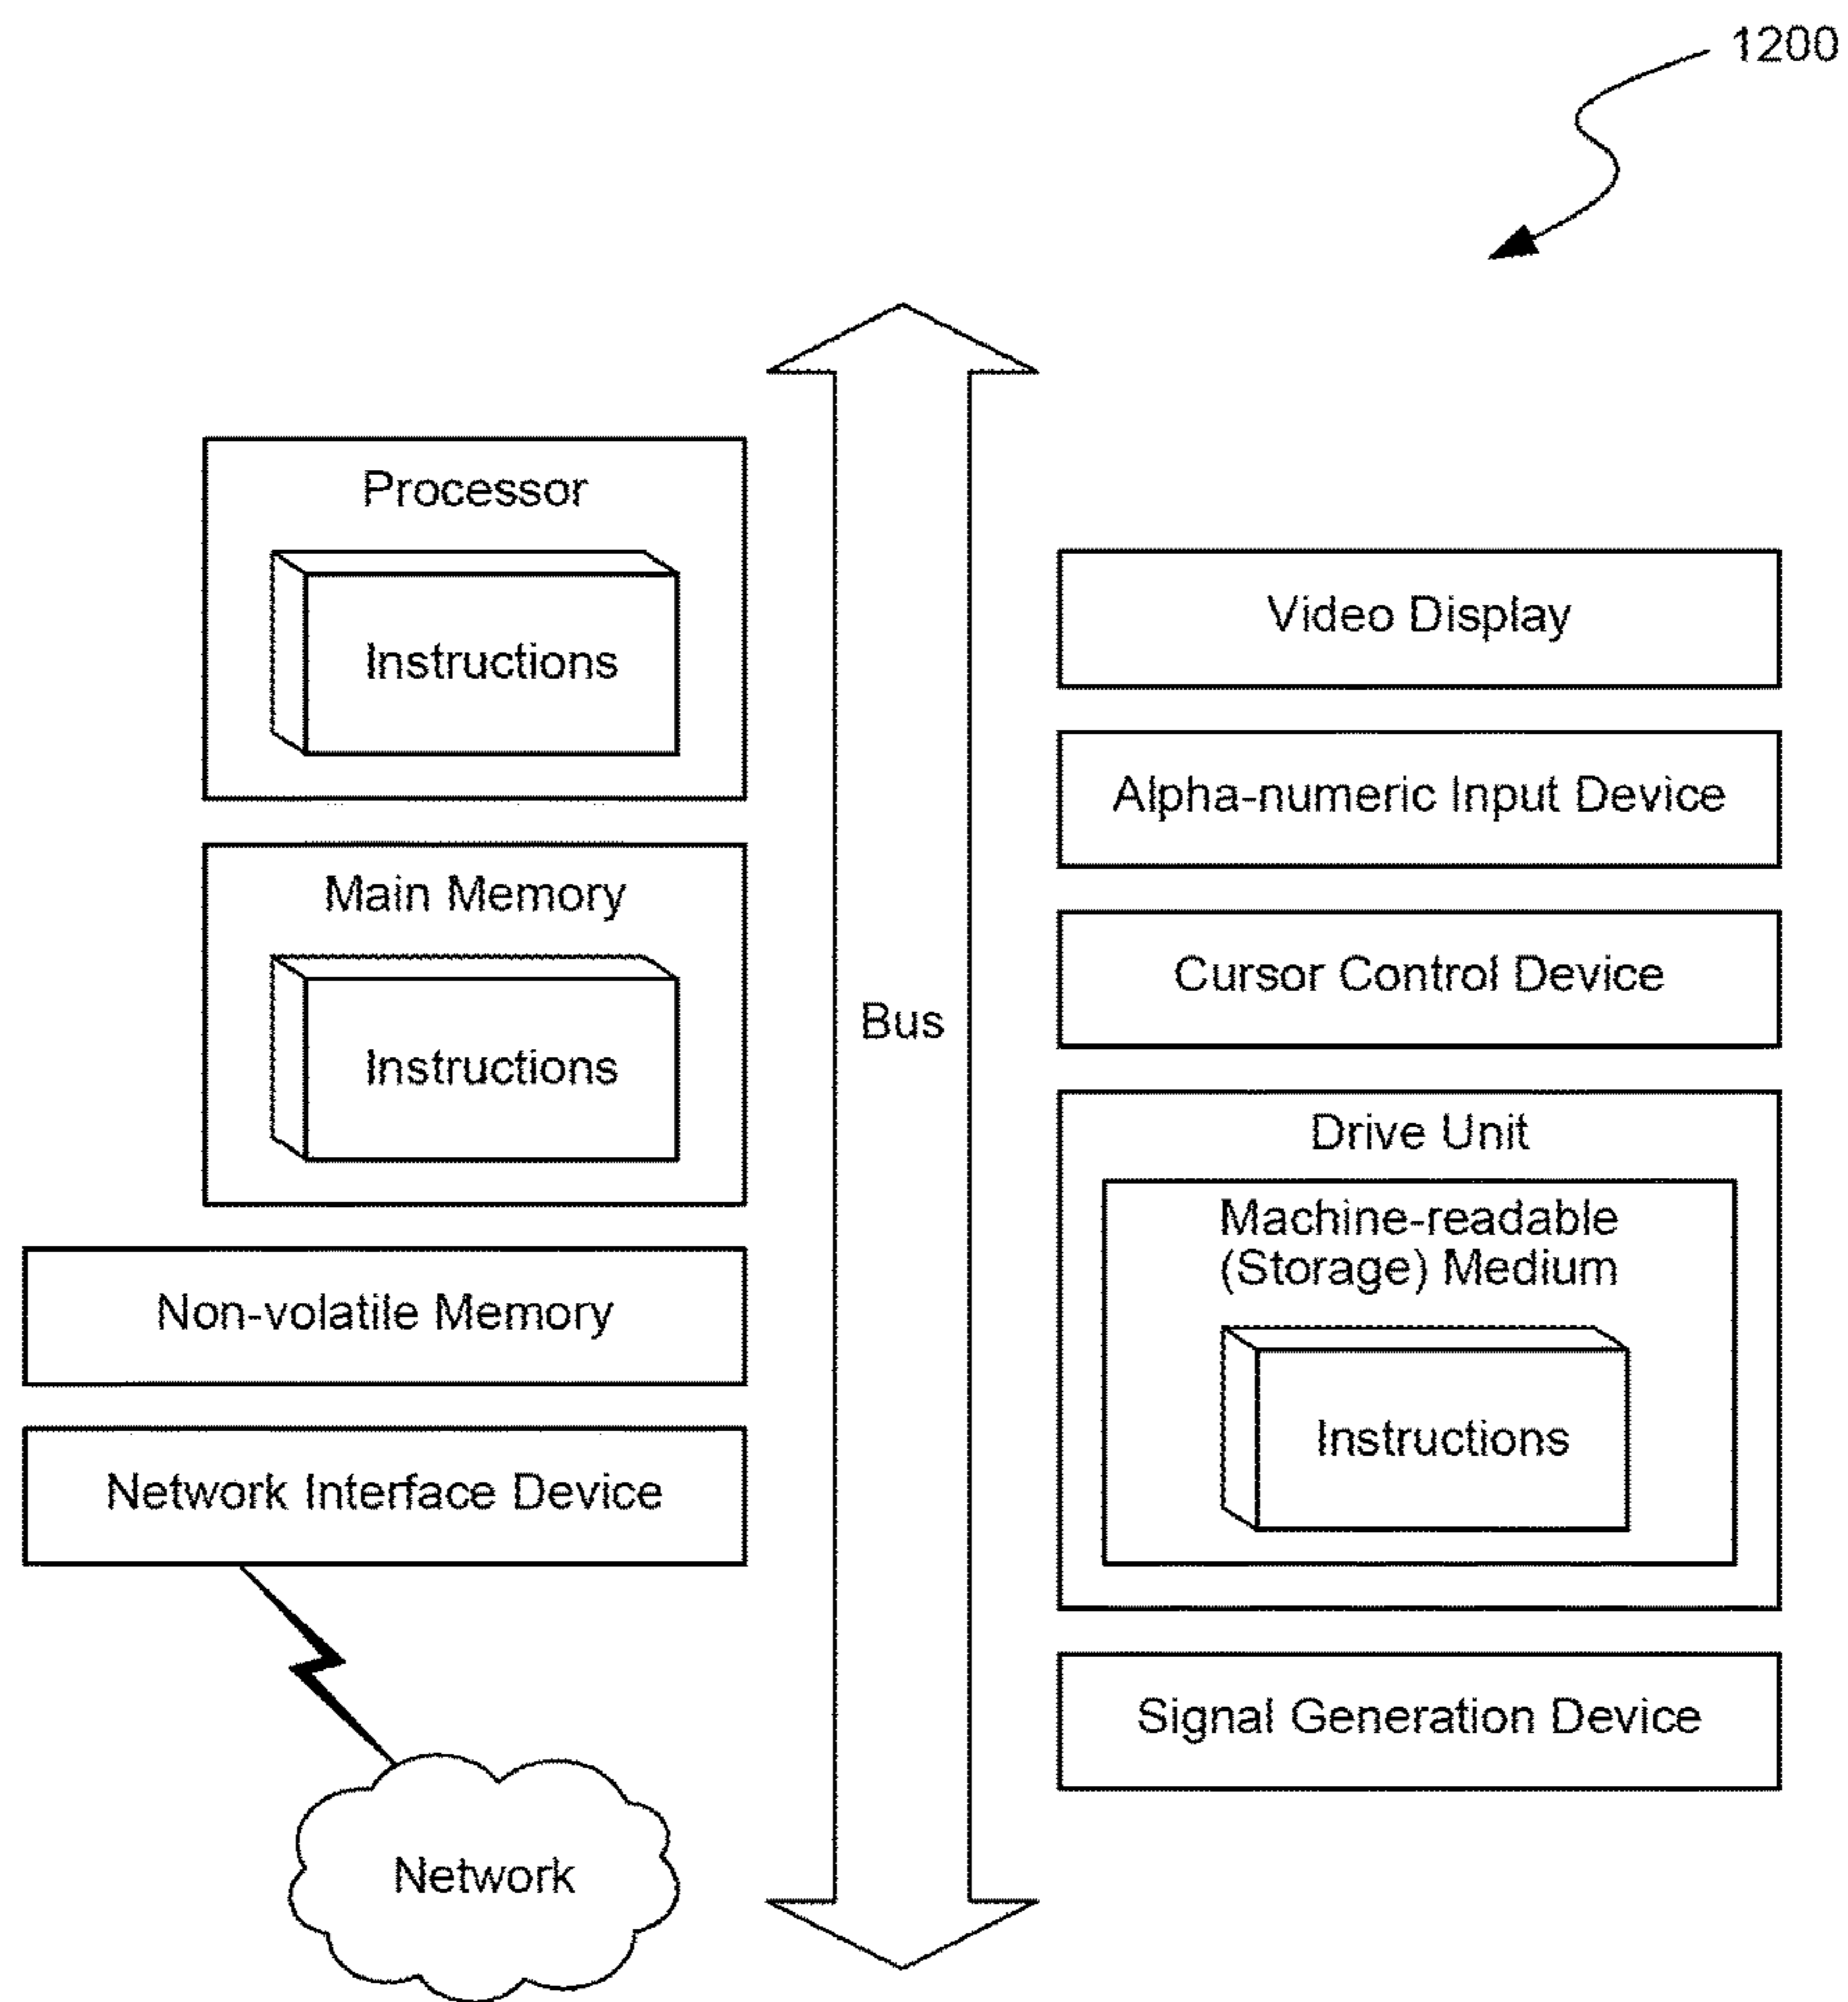 1200
Processor
Instructions
Main Memory
Instructions
Non-volatile Memory
Network Interface Device
Network
Bus
Video Display
Alpha-numeric Input Device
Cursor Control Device
Drive Unit
Machine-readable
(Storage) Medium
Instructions
Signal Generation Device